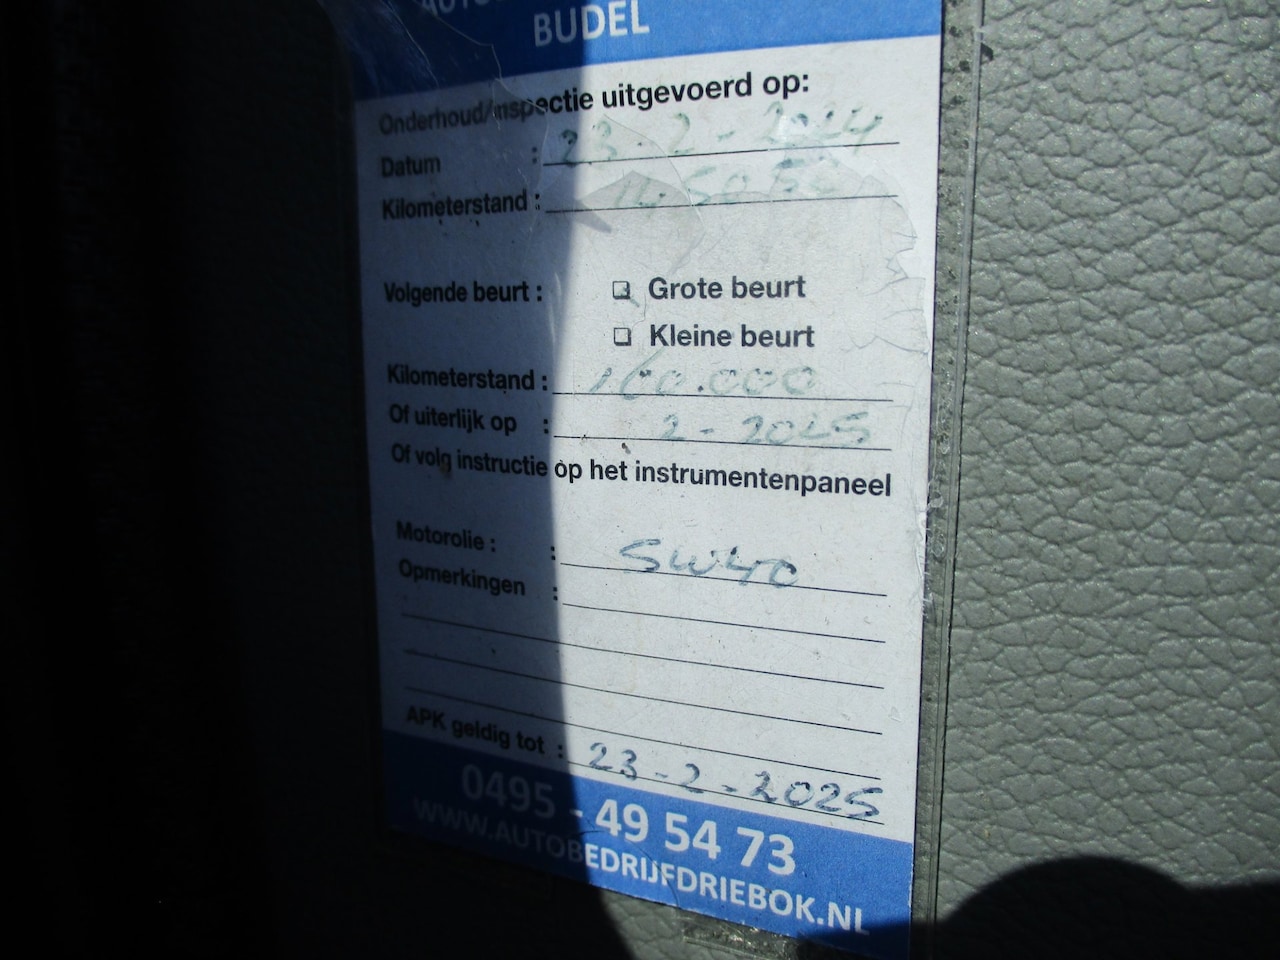 BUDEL
Onderhoud/inspectie uitgevoerd op:
Datum : 23-2-2024
Kilometerstand :
Volgende beurt : Grote beurt
Kleine beurt
Kilometerstand : 160.000
Of uiterlijk op : 2-2025
Of volg instructie op het instrumentenpaneel
Motorolie : : 5W40
Opmerkingen :
APK geldig tot : 23-2-2025
0495 - 49 54 73
WWW.AUTOBEDRIJFDRIEBOK.NL